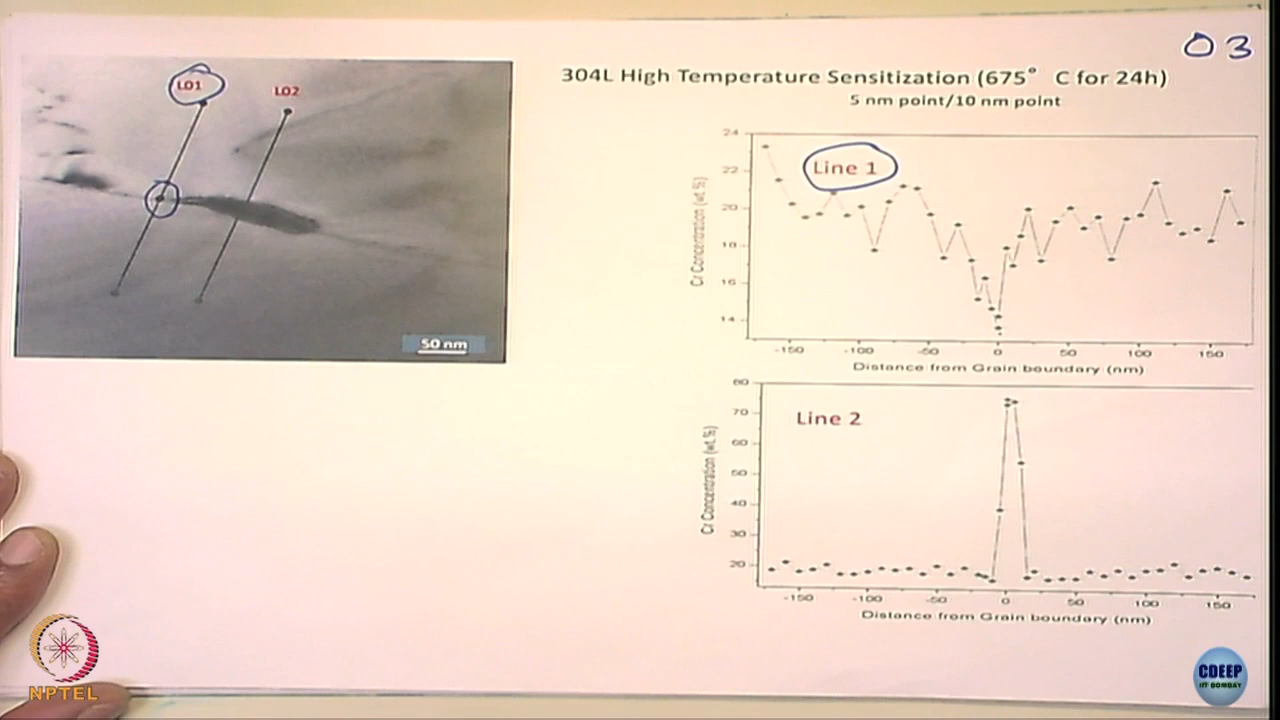 03
LO1
LO2
50 nm
304L High Temperature Sensitization (675° C for 24h)
5 nm point/10 nm point
Line 1
Cr Concentration (wt. %)
24
22
20
18
16
14
-150
-100
-50
0
50
100
150
Distance from Grain boundary (nm)
Line 2
Cr Concentration (wt. %)
80
70
60
50
40
30
20
-150
-100
-50
0
50
100
150
Distance from Grain boundary (nm)
NPTEL
CDEEP
IIT BOMBAY